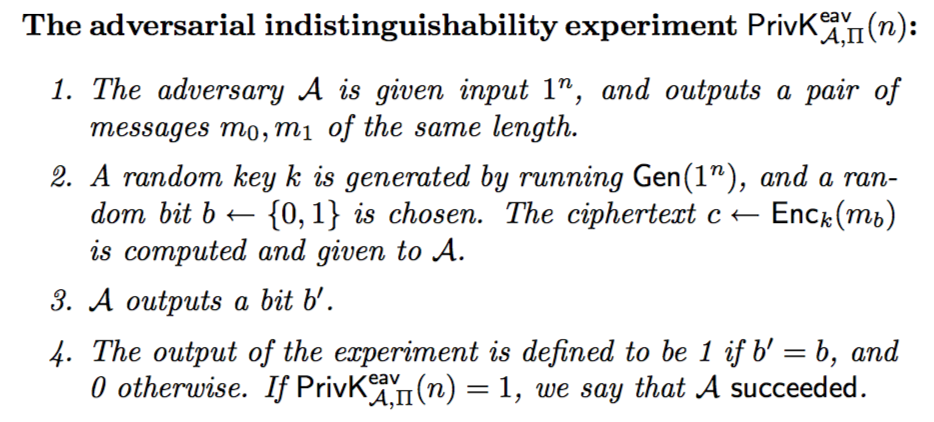 The adversarial indistinguishability experiment PrivK^{eav}_{𝒜,Π}(n):
1. The adversary 𝒜 is given input 1^n, and outputs a pair of
messages m_0, m_1 of the same length.
2. A random key k is generated by running Gen(1^n), and a ran-
dom bit b ← {0, 1} is chosen. The ciphertext c ← Enc_k(m_b)
is computed and given to 𝒜.
3. 𝒜 outputs a bit b′.
4. The output of the experiment is defined to be 1 if b′ = b, and
0 otherwise. If PrivK^{eav}_{𝒜,Π}(n) = 1, we say that 𝒜 succeeded.